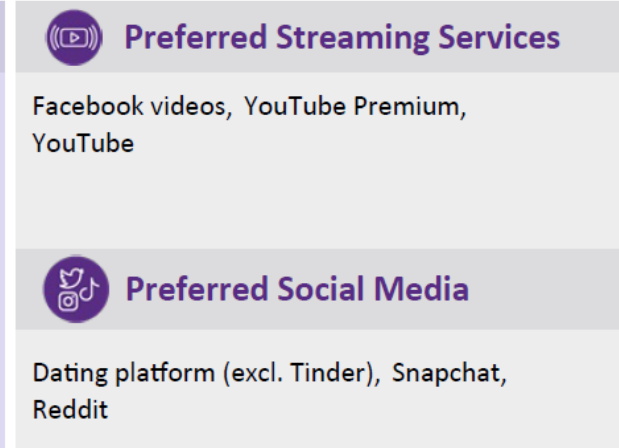 Preferred Streaming Services
Facebook videos, YouTube Premium,
YouTube
Preferred Social Media
Dating platform (excl. Tinder), Snapchat,
Reddit